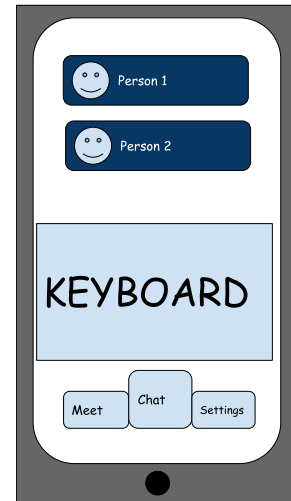 Person 1
Person 2
KEYBOARD
Meet
Chat
Settings